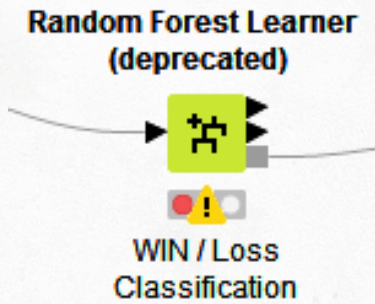 Random Forest Learner
(deprecated)
WIN / Loss
Classification